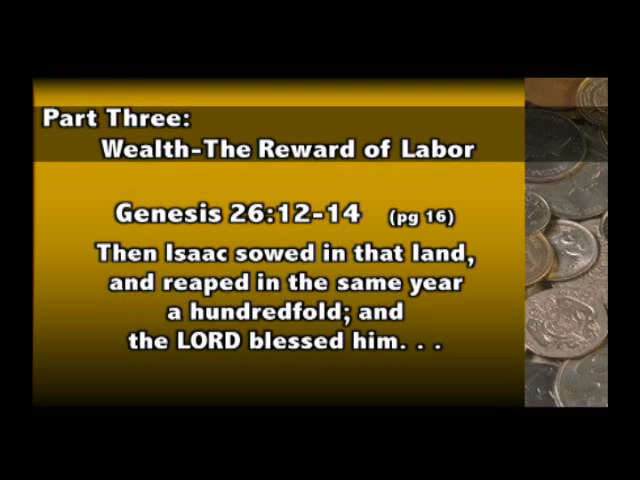 Part Three:
Wealth-The Reward of Labor
Genesis 26:12-14 (pg 16)
Then Isaac sowed in that land,
and reaped in the same year
a hundredfold; and
the LORD blessed him. . .